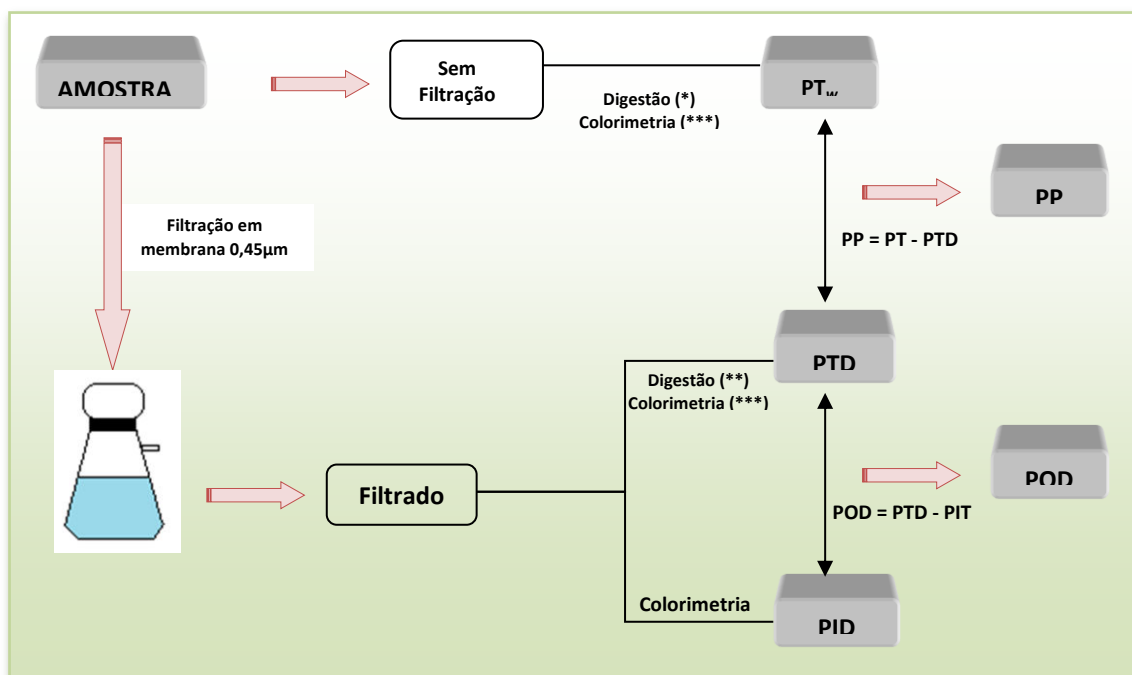 AMOSTRA
Sem
Filtração
Digestão (*)
Colorimetria (***)
PTw
PP
PP = PT - PTD
Filtração em
membrana 0,45µm
PTD
Digestão (**)
Colorimetria (***)
Filtrado
POD
POD = PTD - PIT
Colorimetria
PID